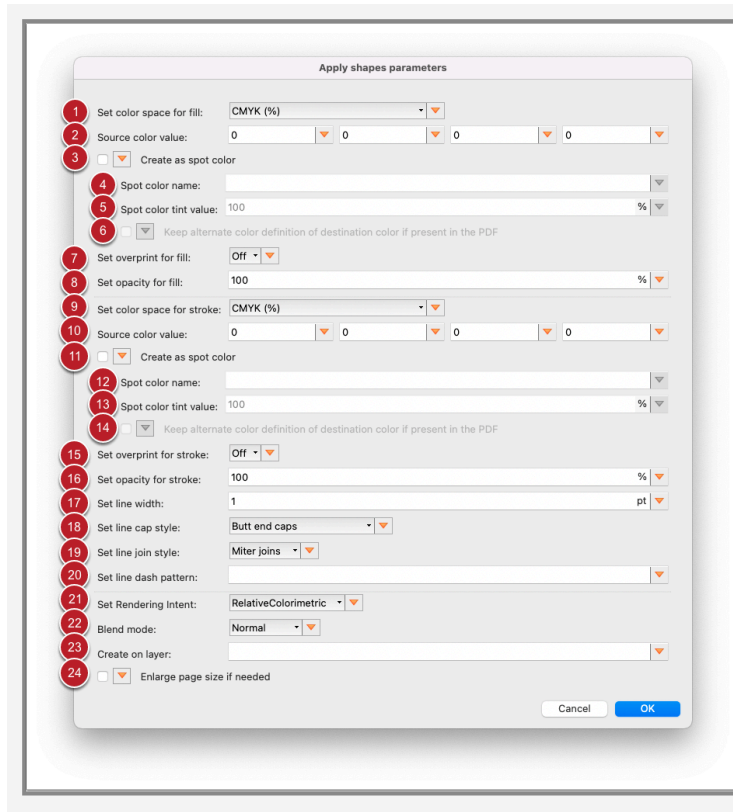 Apply shapes parameters
1 Set color space for fill: CMYK (%)
2 Source color value: 0 0 0 0
3 Create as spot color
4 Spot color name:
5 Spot color tint value: 100 %
6 Keep alternate color definition of destination color if present in the PDF
7 Set overprint for fill: Off
8 Set opacity for fill: 100 %
9 Set color space for stroke: CMYK (%)
10 Source color value: 0 0 0 0
11 Create as spot color
12 Spot color name:
13 Spot color tint value: 100 %
14 Keep alternate color definition of destination color if present in the PDF
15 Set overprint for stroke: Off
16 Set opacity for stroke: 100 %
17 Set line width: 1 pt
18 Set line cap style: Butt end caps
19 Set line join style: Miter joins
20 Set line dash pattern:
21 Set Rendering Intent: RelativeColorimetric
22 Blend mode: Normal
23 Create on layer:
24 Enlarge page size if needed
Cancel OK